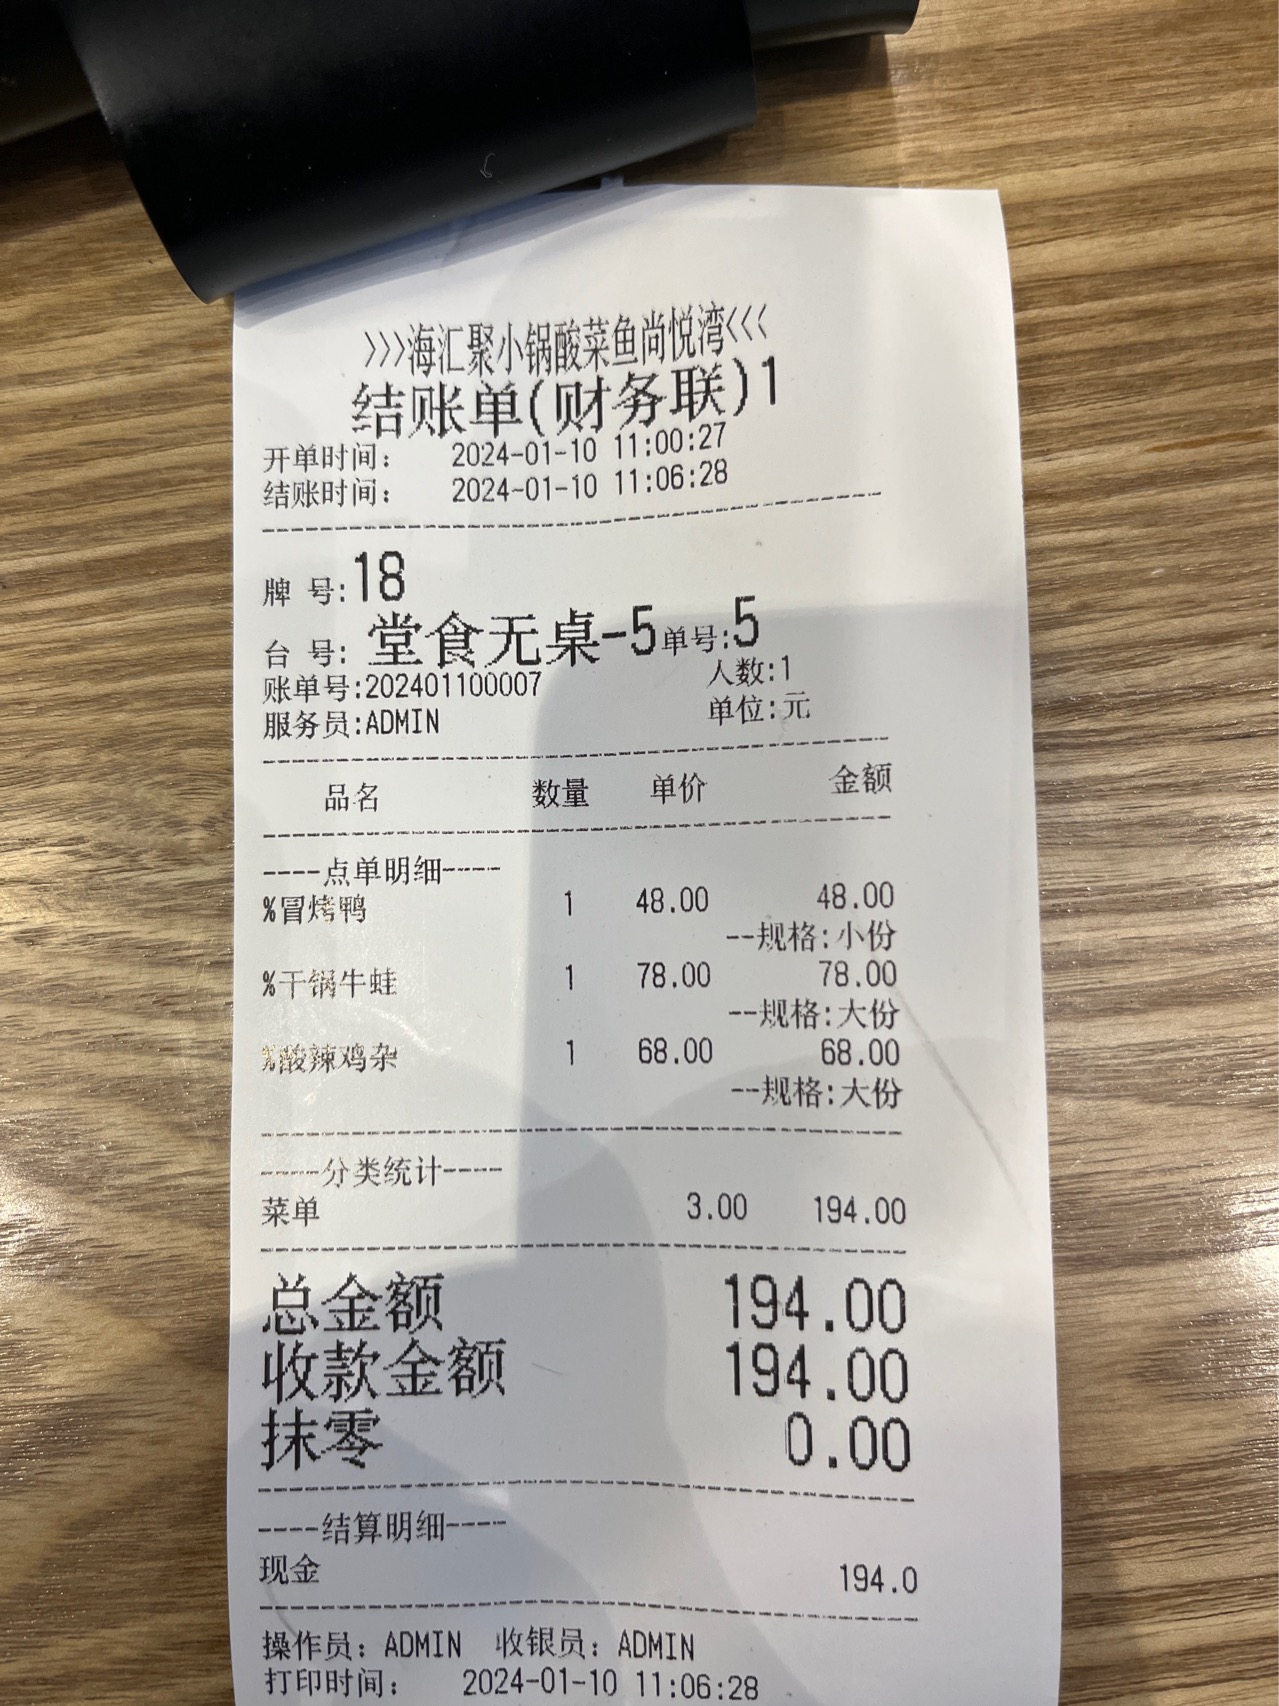 >>>海汇聚小锅酸菜鱼尚悦湾<<<
结账单(财务联)1
开单时间: 2024-01-10 11:00:27
结账时间: 2024-01-10 11:06:28
牌 号:18
台 号: 堂食无桌-5 单号:5
账单号:202401100007 人数:1
服务员:ADMIN 单位:元
品名 数量 单价 金额
----点单明细----
%冒烤鸭 1 48.00 48.00
--规格:小份
%干锅牛蛙 1 78.00 78.00
--规格:大份
%酸辣鸡杂 1 68.00 68.00
--规格:大份
----分类统计----
菜单 3.00 194.00
总金额 194.00
收款金额 194.00
抹零 0.00
----结算明细----
现金 194.0
操作员: ADMIN 收银员: ADMIN
打印时间: 2024-01-10 11:06:28